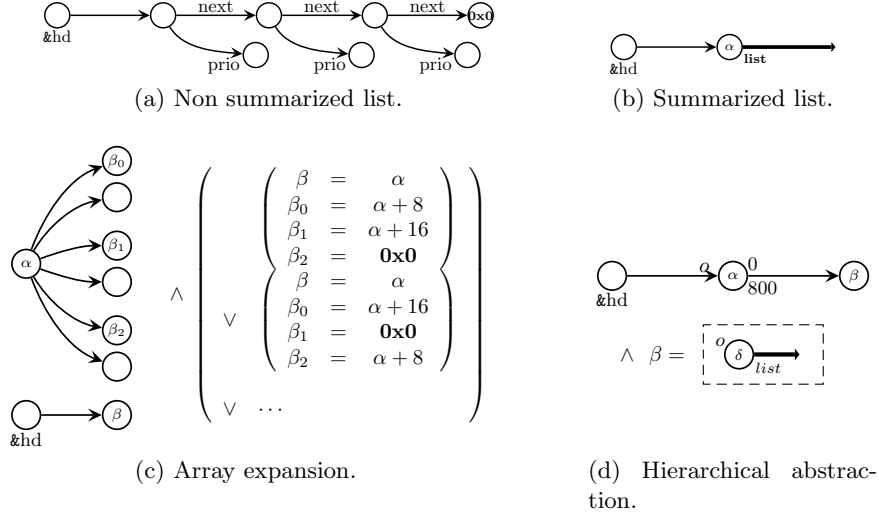 next next next
0x0
&hd
prio prio prio
(a) Non summarized list.
α
&hd
list
(b) Summarized list.
β0
β1
α
β2
β
&hd
∧
β = α
β0 = α + 8
β1 = α + 16
β2 = 0x0
∨
β = α
β0 = α + 16
β1 = 0x0
β2 = α + 8
∨ ...
(c) Array expansion.
o α 0 β
800
&hd
∧ β =
o δ
list
(d) Hierarchical abstrac-
tion.